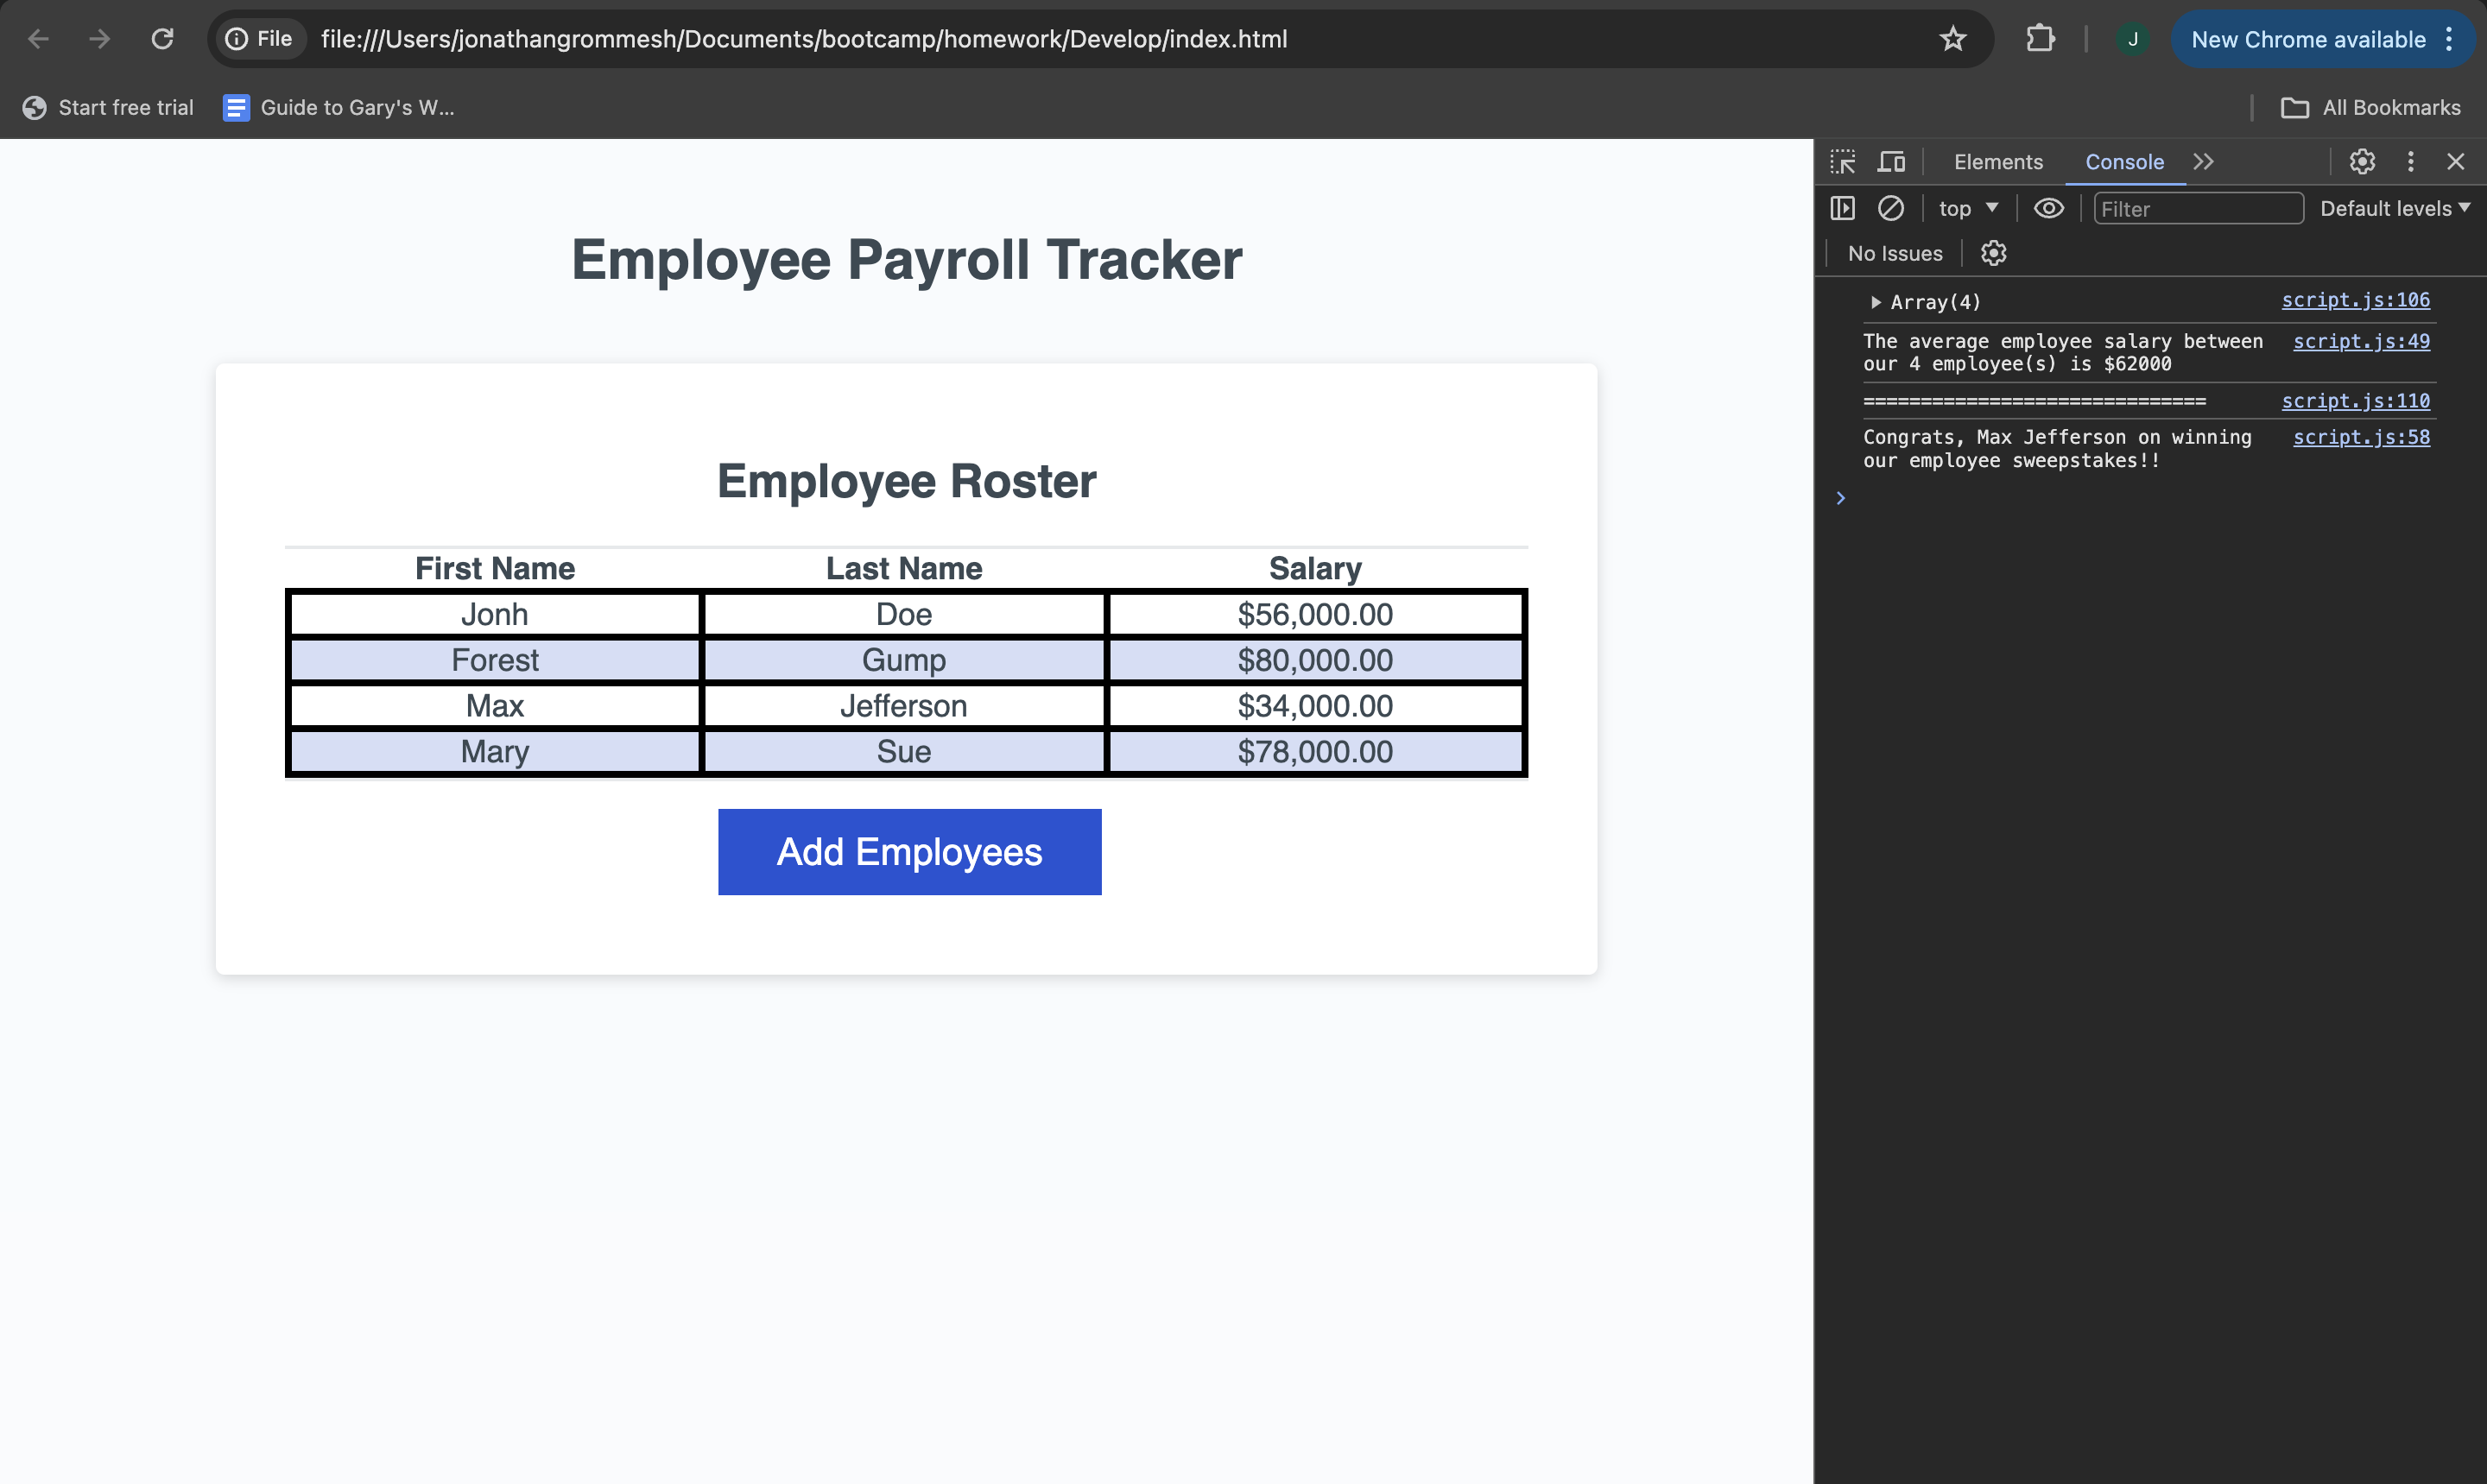 File file:///Users/jonathangrommesh/Documents/bootcamp/homework/Develop/index.html J New Chrome available
Start free trial Guide to Gary's W... All Bookmarks
Elements Console
top Filter Default levels
No Issues
Array(4) script.js:106
The average employee salary between script.js:49
our 4 employee(s) is $62000
============================== script.js:110
Congrats, Max Jefferson on winning script.js:58
our employee sweepstakes!!
Employee Payroll Tracker
Employee Roster
First Name Last Name Salary
Jonh Doe $56,000.00
Forest Gump $80,000.00
Max Jefferson $34,000.00
Mary Sue $78,000.00
Add Employees